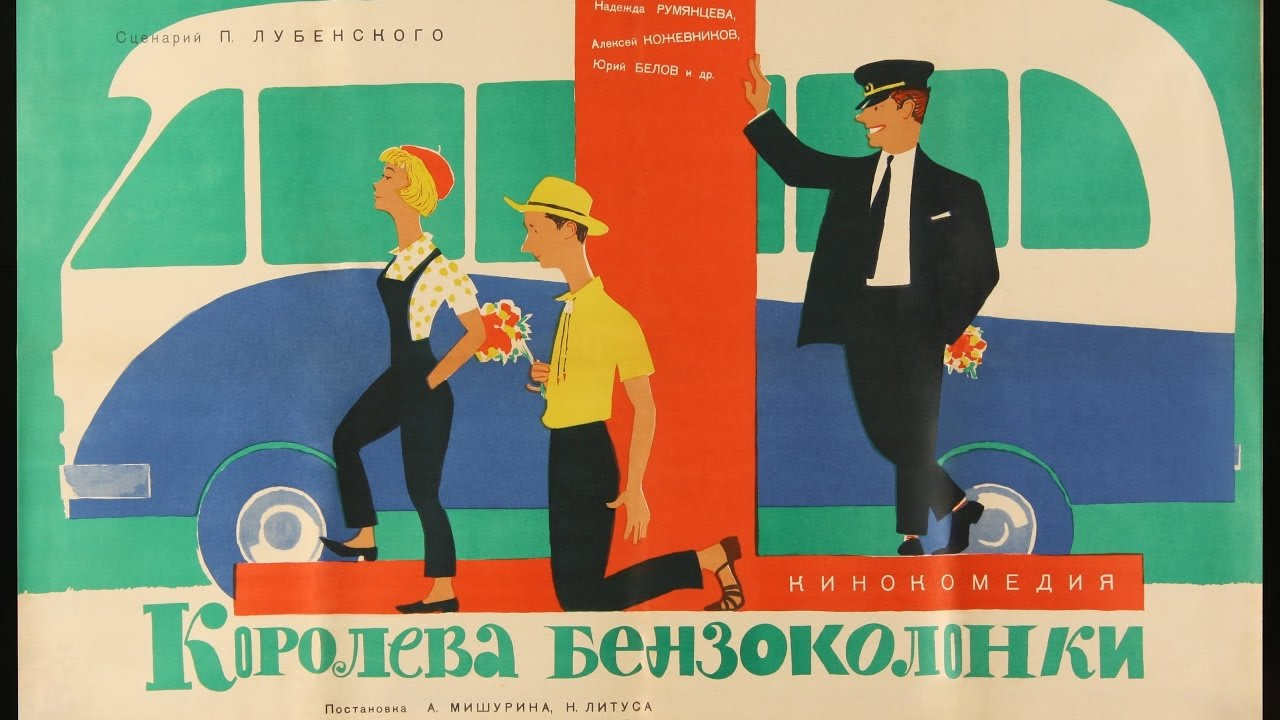 Сценарий П. ЛУБЕНСКОГО
Надежда РУМЯНЦЕВА,
Алексей КОЖЕВНИКОВ,
Юрий БЕЛОВ и др.
КИНОКОМЕДИЯ
КОРОЛЕВА БЕНЗОКОЛОНКИ
Постановка А. МИШУРИНА, Н. ЛИТУСА